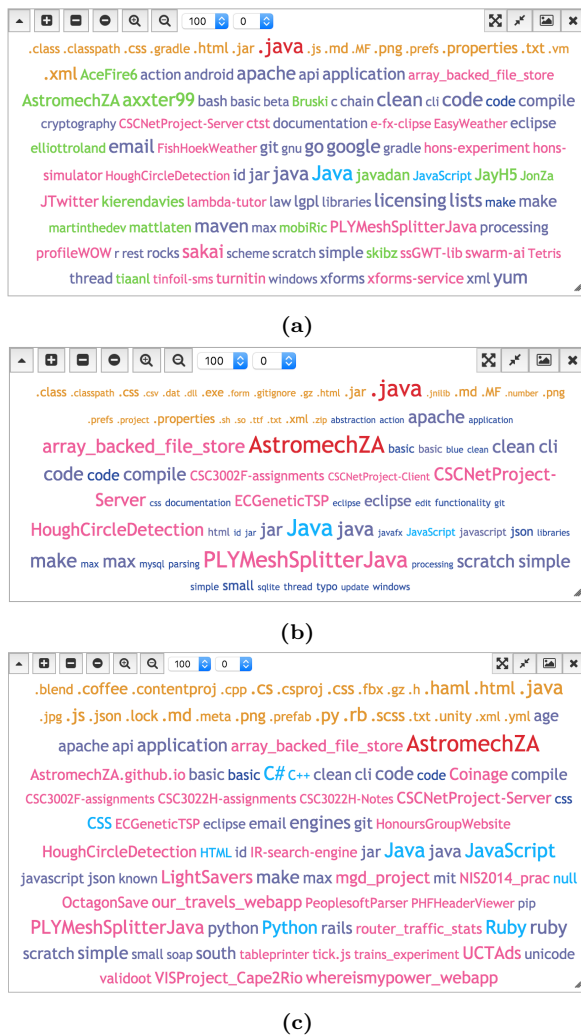 100 0
.class .classpath .css .gradle .html .jar .java .js .md .MF .png .prefs .properties .txt .vm
.xml AceFire6 action android apache api application array_backed_file_store
AstromechZA axxter99 bash basic beta Bruski c chain clean cli code code compile
cryptography CSCNetProject-Server ctst documentation e-fx-clipse EasyWeather eclipse
elliottroland email FishHoekWeather git gnu go google gradle hons-experiment hons-
simulator HoughCircleDetection id jar java Java javadan JavaScript JayH5 JonZa
JTwitter kierendavies lambda-tutor law lgpl libraries licensing lists make make
martinthedev mattlaten maven max mobiRic PLYMeshSplitterJava processing
profileWOW r rest rocks sakai scheme scratch simple skibz ssGWT-lib swarm-ai Tetris
thread tiaanl tinfoil-sms turnitin windows xforms xforms-service xml yum
(a)
100 0
.class .classpath .css .csv .dat .dll .exe .form .gitignore .gz .html .jar .java .jnilib .md .MF .number .png
.prefs .project .properties .sh .so .ttf .txt .xml .zip abstraction action apache application
array_backed_file_store AstromechZA basic basic blue clean clean cli
code code compile CSC3002F-assignments CSCNetProject-Client CSCNetProject-
Server css documentation ECGeneticTSP eclipse eclipse edit functionality git
HoughCircleDetection html id jar jar Java java javafx JavaScript javascript json libraries
make max max mysql parsing PLYMeshSplitterJava processing scratch simple
simple small sqlite thread typo update windows
(b)
100 0
.blend .coffee .contentproj .cpp .cs .csproj .css .fbx .gz .h .haml .html .java
.jpg .js .json .lock .md .meta .png .prefab .py .rb .scss .txt .unity .xml .yml age
apache api application array_backed_file_store AstromechZA
AstromechZA.github.io basic basic C# C++ clean cli code code Coinage compile
CSC3002F-assignments CSC3022H-assignments CSC3022H-Notes CSCNetProject-Server css
CSS ECGeneticTSP eclipse email engines git HonoursGroupWebsite
HoughCircleDetection HTML id IR-search-engine jar Java java JavaScript
javascript json known LightSavers make max mgd_project mit NIS2014_prac null
OctagonSave our_travels_webapp PeoplesoftParser PHFHeaderViewer pip
PLYMeshSplitterJava python Python rails router_traffic_stats Ruby ruby
scratch simple small soap south tableprinter tick.js trains_experiment UCTAds unicode
validoot VISProject_Cape2Rio whereismypower_webapp
(c)